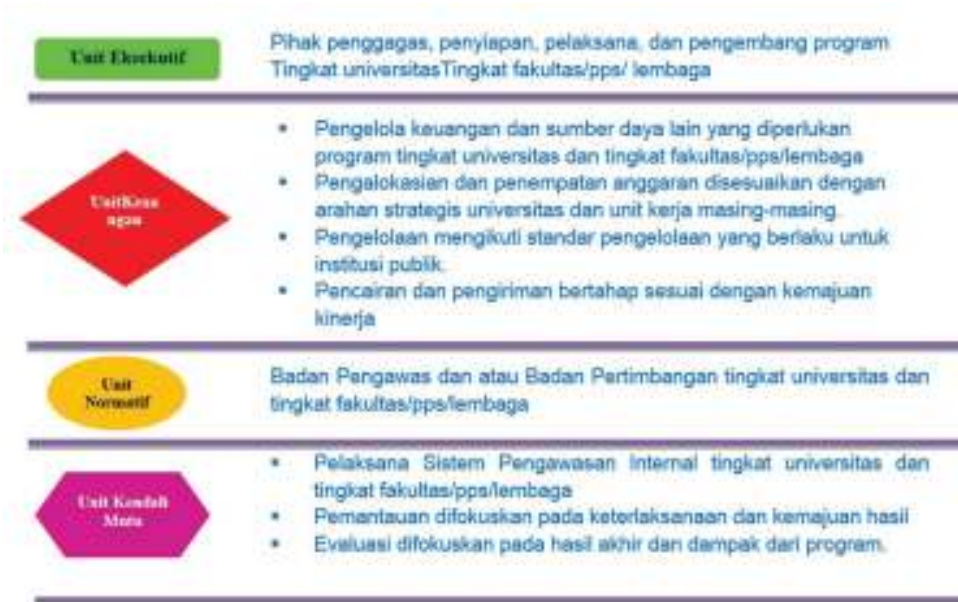 Unit Eksekutif
Pihak penggagas, penyiapan, pelaksana, dan pengembang program
Tingkat universitasTingkat fakultas/pps/ lembaga
UnitKeua
ngan
• Pengelola keuangan dan sumber daya lain yang diperlukan
program tingkat universitas dan tingkat fakultas/pps/lembaga
• Pengalokasian dan penempatan anggaran disesuaikan dengan
arahan strategis universitas dan unit kerja masing-masing.
• Pengelolaan mengikuti standar pengelolaan yang berlaku untuk
institusi publik.
• Pencairan dan pengiriman bertahap sesuai dengan kemajuan
kinerja
Unit
Normatif
Badan Pengawas dan atau Badan Pertimbangan tingkat universitas dan
tingkat fakultas/pps/lembaga
Unit Kendali
Mutu
• Pelaksana Sistem Pengawasan Internal tingkat universitas dan
tingkat fakultas/pps/lembaga
• Pemantauan difokuskan pada keterlaksanaan dan kemajuan hasil
• Evaluasi difokuskan pada hasil akhir dan dampak dari program.